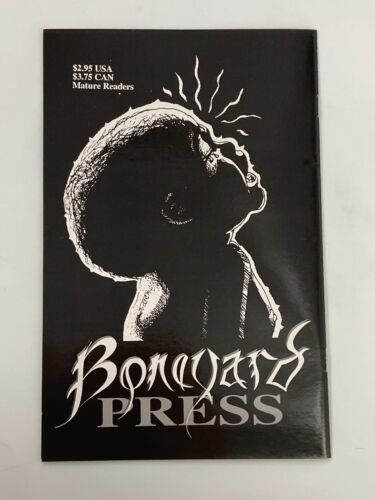 $2.95 USA
$3.75 CAN
Mature Readers
Boneyard
PRESS